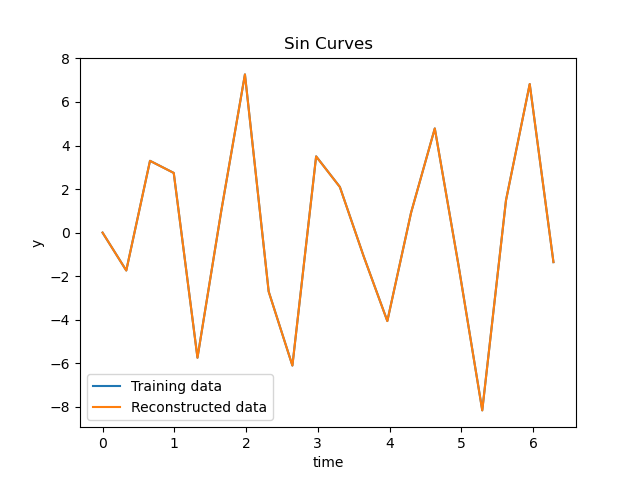 Sin Curves
8
6
4
2
0
−2
−4
−6
−8
y
Training data
Reconstructed data
0 1 2 3 4 5 6
time